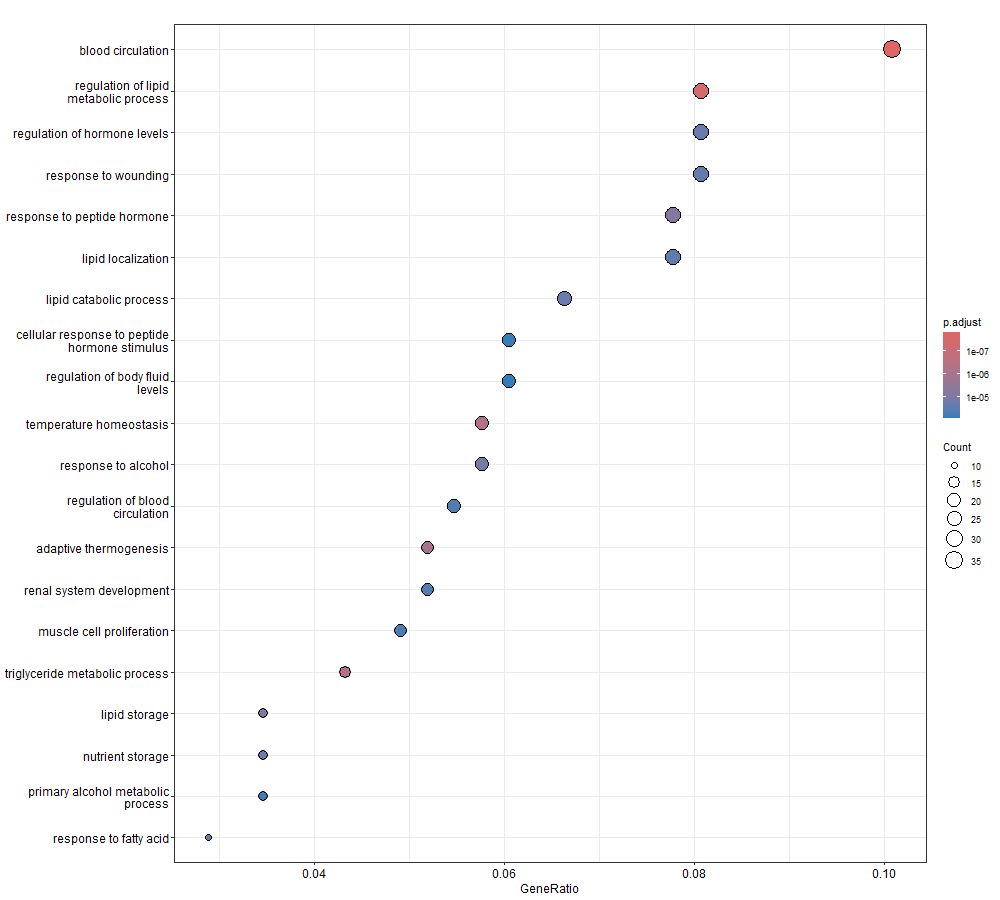 blood circulation
regulation of lipid
metabolic process
regulation of hormone levels
response to wounding
response to peptide hormone
lipid localization
lipid catabolic process
cellular response to peptide
hormone stimulus
regulation of body fluid
levels
temperature homeostasis
response to alcohol
regulation of blood
circulation
adaptive thermogenesis
renal system development
muscle cell proliferation
triglyceride metabolic process
lipid storage
nutrient storage
primary alcohol metabolic
process
response to fatty acid
0.04 0.06 0.08 0.10
GeneRatio
p.adjust
1e-07
1e-06
1e-05
Count
10
15
20
25
30
35